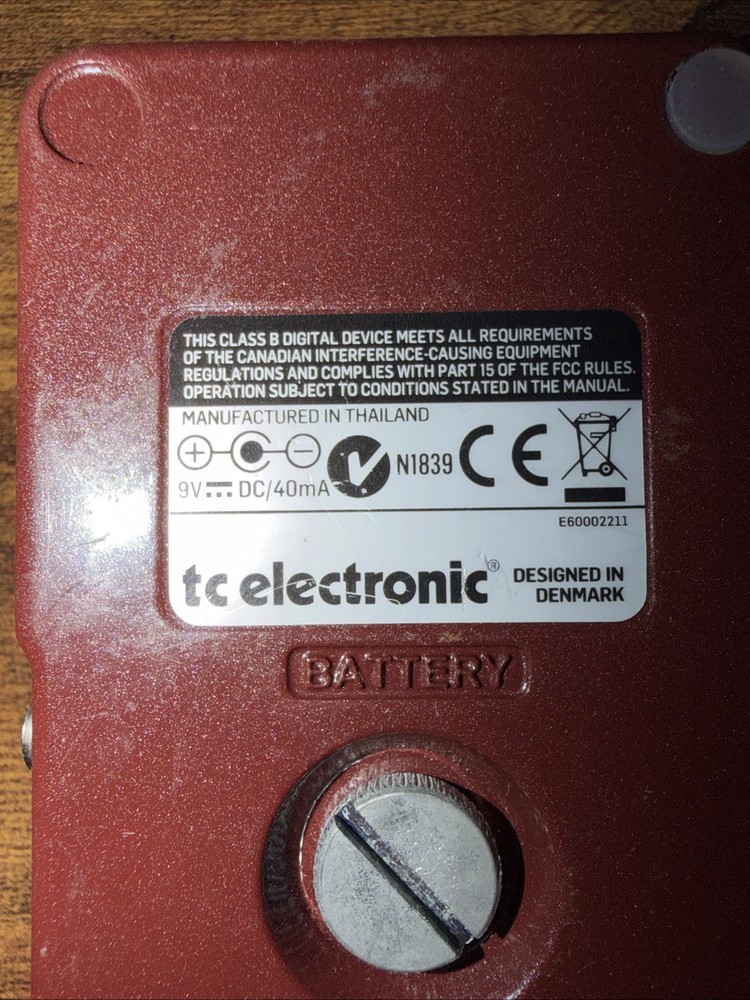 THIS CLASS B DIGITAL DEVICE MEETS ALL REQUIREMENTS
OF THE CANADIAN INTERFERENCE-CAUSING EQUIPMENT
REGULATIONS AND COMPLIES WITH PART 15 OF THE FCC RULES.
OPERATION SUBJECT TO CONDITIONS STATED IN THE MANUAL.
MANUFACTURED IN THAILAND
9V DC/40mA
N1839
CE
E60002211
tc electronic®
DESIGNED IN
DENMARK
BATTERY